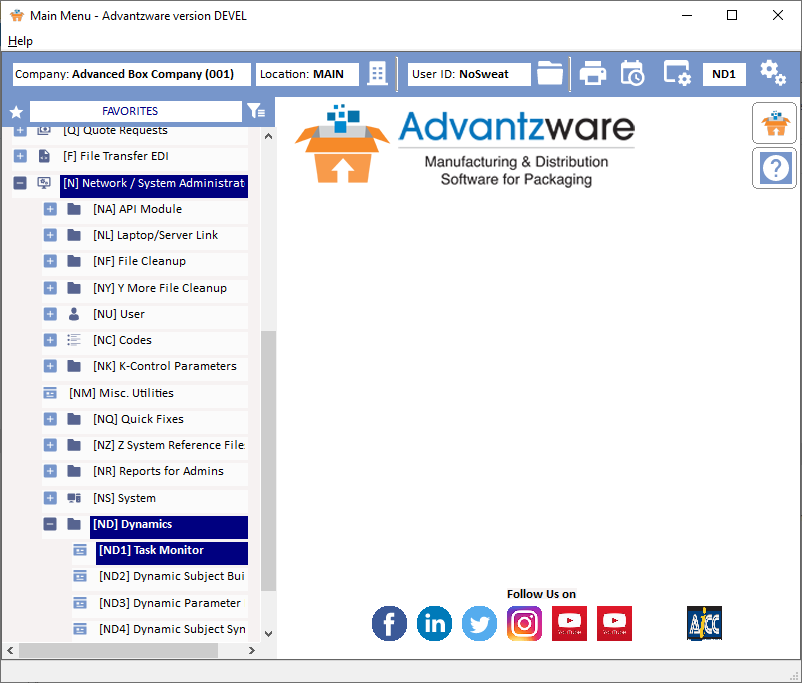 Main Menu - Advantzware version DEVEL
Help
Company: Advanced Box Company (001)
Location: MAIN
User ID: NoSweat
ND1
FAVORITES
[Q] Quote Requests
[F] File Transfer EDI
[N] Network / System Administrat
[NA] API Module
[NL] Laptop/Server Link
[NF] File Cleanup
[NY] Y More File Cleanup
[NU] User
[NC] Codes
[NK] K-Control Parameters
[NM] Misc. Utilities
[NQ] Quick Fixes
[NZ] Z System Reference File
[NR] Reports for Admins
[NS] System
[ND] Dynamics
[ND1] Task Monitor
[ND2] Dynamic Subject Bui
[ND3] Dynamic Parameter
[ND4] Dynamic Subject Syn
Advantzware
Manufacturing & Distribution
Software for Packaging
Follow Us on
YouTube
YouTube
AICC